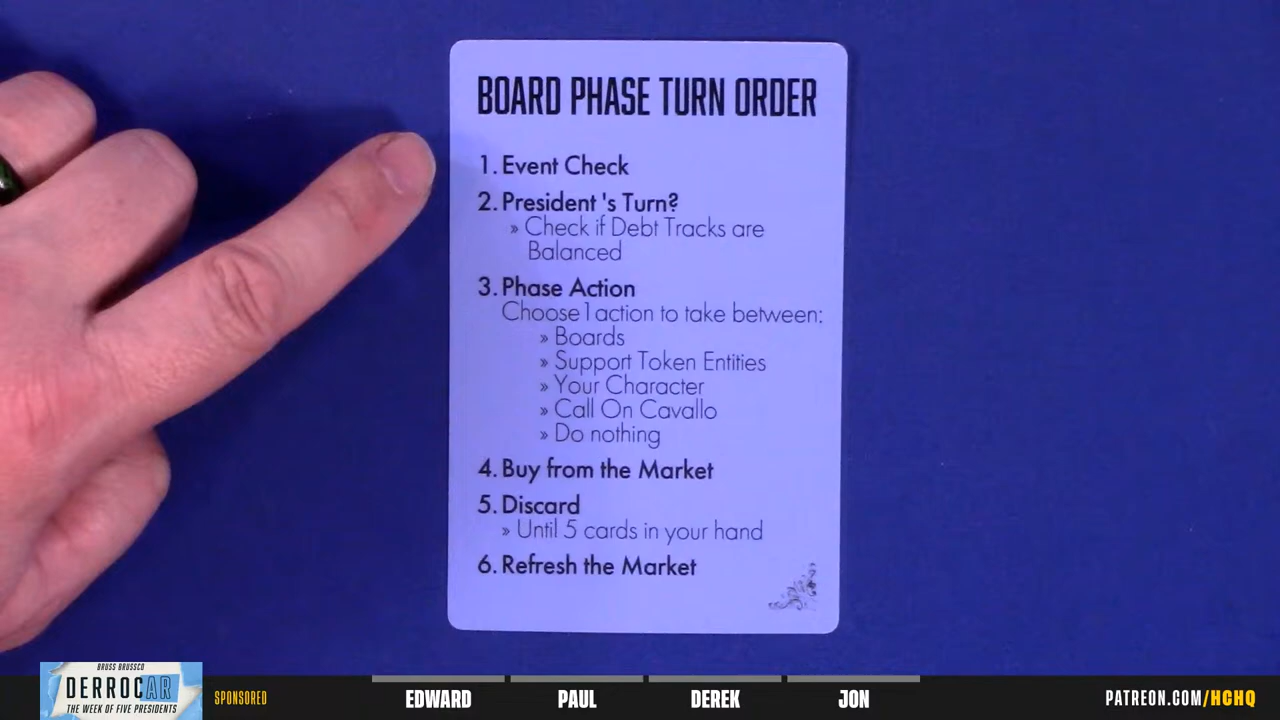 BOARD PHASE TURN ORDER
1. Event Check
2. President 's Turn?
» Check if Debt Tracks are
Balanced
3. Phase Action
Choose 1 action to take between:
» Boards
» Support Token Entities
» Your Character
» Call On Cavallo
» Do nothing
4. Buy from the Market
5. Discard
» Until 5 cards in your hand
6. Refresh the Market
BRUSS BRUSSCO
DERROCAR
THE WEEK OF FIVE PRESIDENTS
SPONSORED
EDWARD
PAUL
DEREK
JON
PATREON.COM/HCHQ